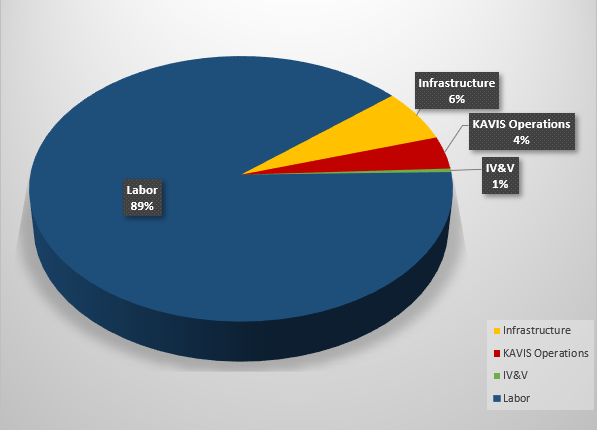 Infrastructure
6%
KAVIS Operations
4%
IV&V
1%
Labor
89%
Infrastructure
KAVIS Operations
IV&V
Labor